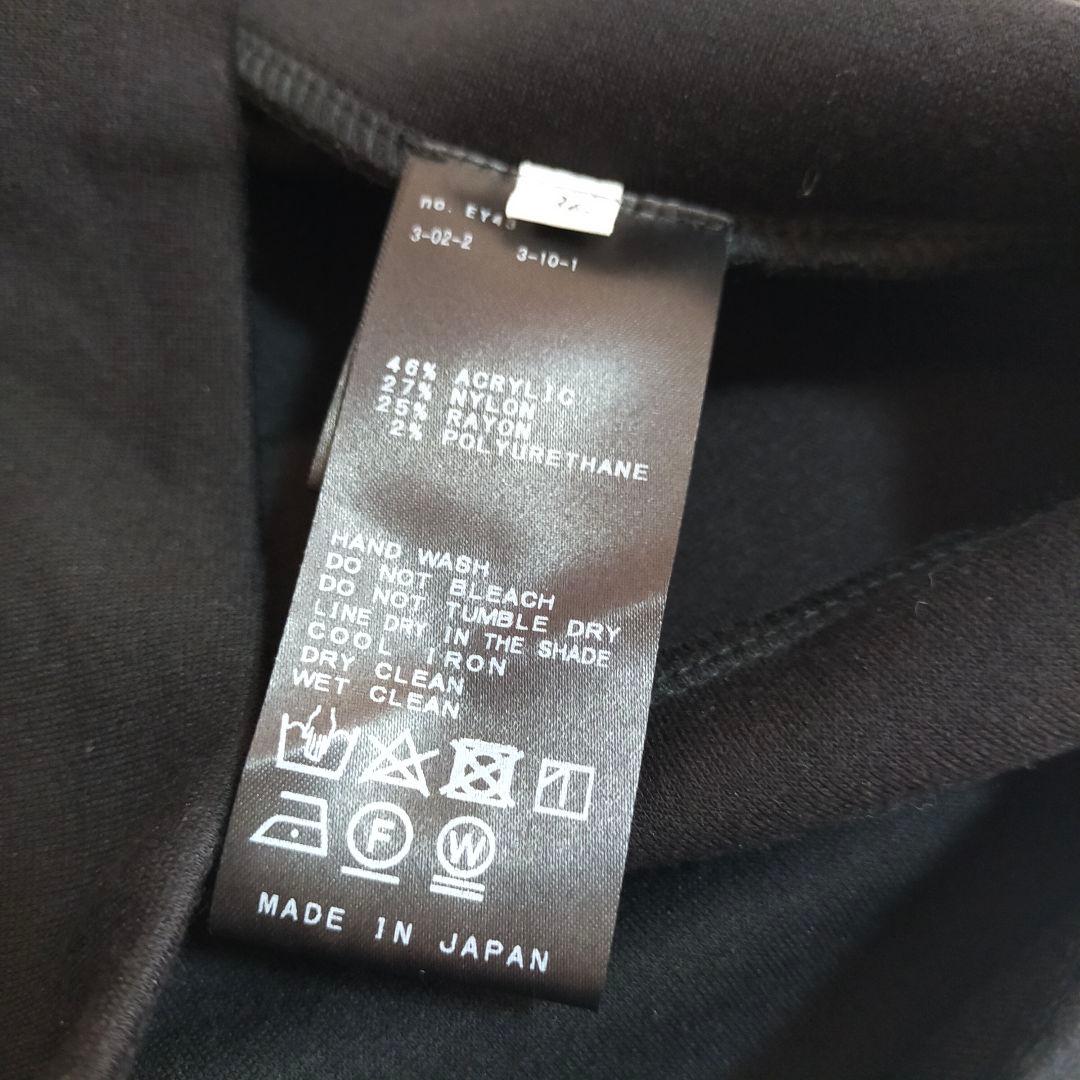 no. EY43
3-02-2 3-10-1
46% ACRYLIC
27% NYLON
25% RAYON
2% POLYURETHANE
HAND WASH
DO NOT BLEACH
DO NOT TUMBLE DRY
LINE DRY IN THE SHADE
COOL IRON
DRY CLEAN
WET CLEAN
F W
MADE IN JAPAN